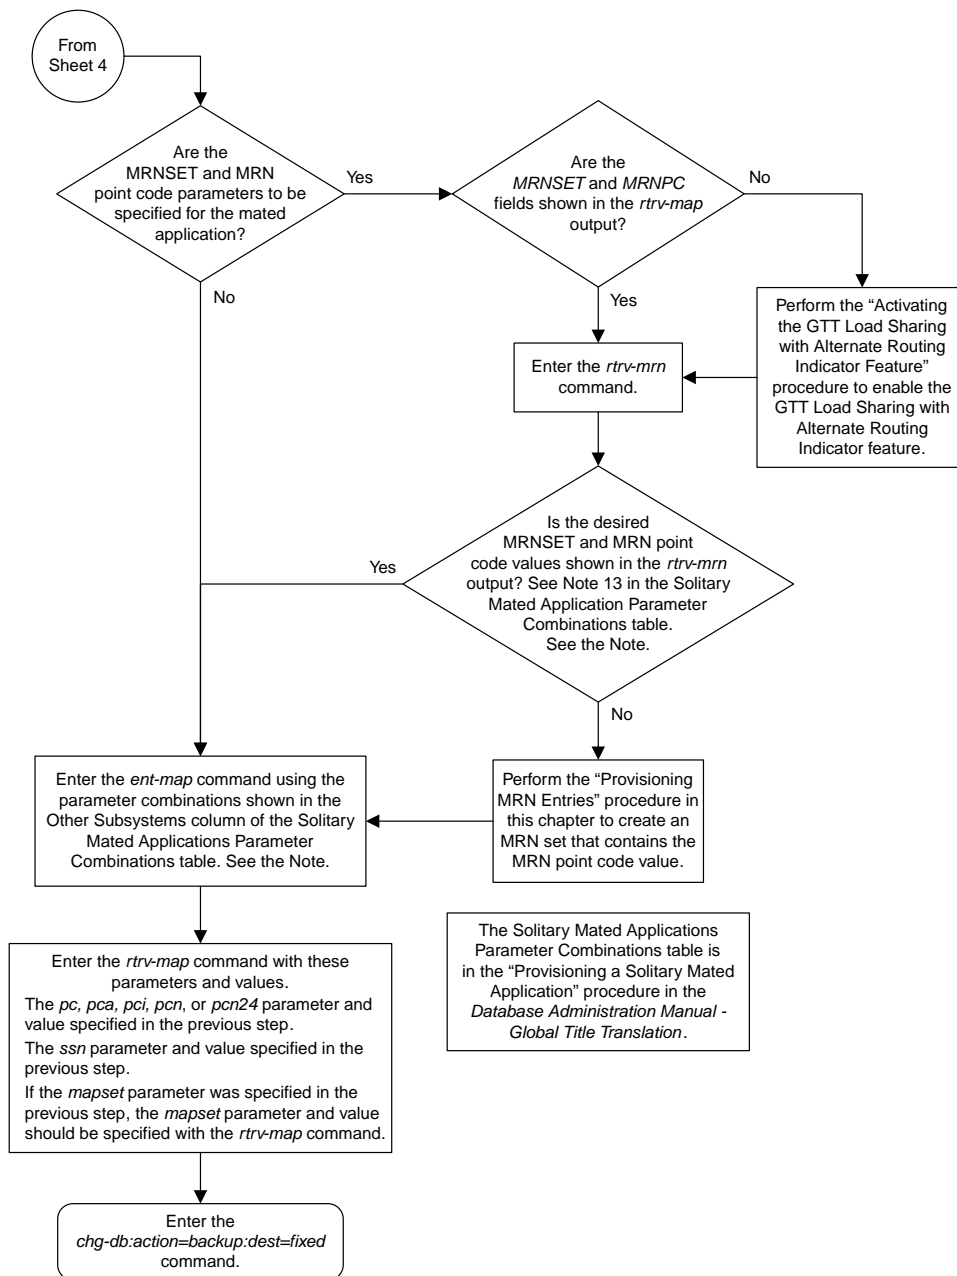 From
Sheet 4
Are the
MRNSET and MRN
point code parameters to be
specified for the mated
application?
Yes
No
Are the
MRNSET and MRNPC
fields shown in the rtrv-map
output?
No
Yes
Perform the “Activating
the GTT Load Sharing
with Alternate Routing
Indicator Feature”
procedure to enable the
GTT Load Sharing with
Alternate Routing
Indicator feature.
Enter the rtrv-mrn
command.
Is the desired
MRNSET and MRN point
code values shown in the rtrv-mrn
output? See Note 13 in the Solitary
Mated Application Parameter
Combinations table.
See the Note.
Yes
No
Enter the ent-map command using the
parameter combinations shown in the
Other Subsystems column of the Solitary
Mated Applications Parameter
Combinations table. See the Note.
Perform the “Provisioning
MRN Entries” procedure in
this chapter to create an
MRN set that contains the
MRN point code value.
The Solitary Mated Applications
Parameter Combinations table is
in the “Provisioning a Solitary Mated
Application” procedure in the
Database Administration Manual -
Global Title Translation.
Enter the rtrv-map command with these
parameters and values.
The pc, pca, pci, pcn, or pcn24 parameter and
value specified in the previous step.
The ssn parameter and value specified in the
previous step.
If the mapset parameter was specified in the
previous step, the mapset parameter and value
should be specified with the rtrv-map command.
Enter the
chg-db:action=backup:dest=fixed
command.